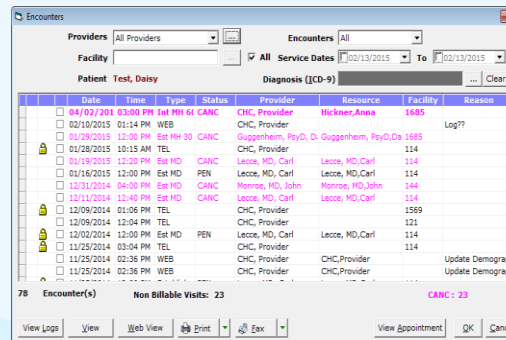 Encounters
Providers All Providers ... Encounters All
Facility ... All Service Dates 02/13/2015 To 02/13/2015
Patient Test, Daisy Diagnosis (ICD-9) ... Clear
Date Time Type Status Provider Resource Facility Reason
04/02/201 03:00 PM Int MH 60 CANC CHC, Provider Hickner,Anna 1685
02/10/2015 01:14 PM WEB CHC, Provider Log??
01/29/2015 12:00 PM Est MH 30 CANC Guggenheim, PsyD, Da Guggenheim, PsyD,Da 1685
01/28/2015 10:15 AM TEL CHC, Provider 114
01/19/2015 12:20 PM Est MD CANC Lecce, MD, Carl Lecce, MD,Carl 114
01/16/2015 12:00 PM Est MD PEN Lecce, MD, Carl Lecce, MD,Carl 114
12/31/2014 04:00 PM Est MD CANC Monroe, MD, John Monroe, MD,John 144
12/11/2014 12:40 PM Est MD CANC Lecce, MD, Carl Lecce, MD,Carl 114
12/09/2014 01:06 PM TEL CHC, Provider 1569
12/09/2014 12:04 PM TEL CHC, Provider 121
12/02/2014 12:00 PM Est MD PEN Lecce, MD, Carl Lecce, MD,Carl 114
11/25/2014 03:04 PM TEL CHC, Provider 114
11/25/2014 02:36 PM WEB CHC, Provider CHC,Provider Update Demograp
11/25/2014 02:36 PM WEB CHC, Provider CHC,Provider Update Demograp
78 Encounter(s) Non Billable Visits: 23 CANC : 23
View Logs View Web View Print Fax View Appointment OK Canc